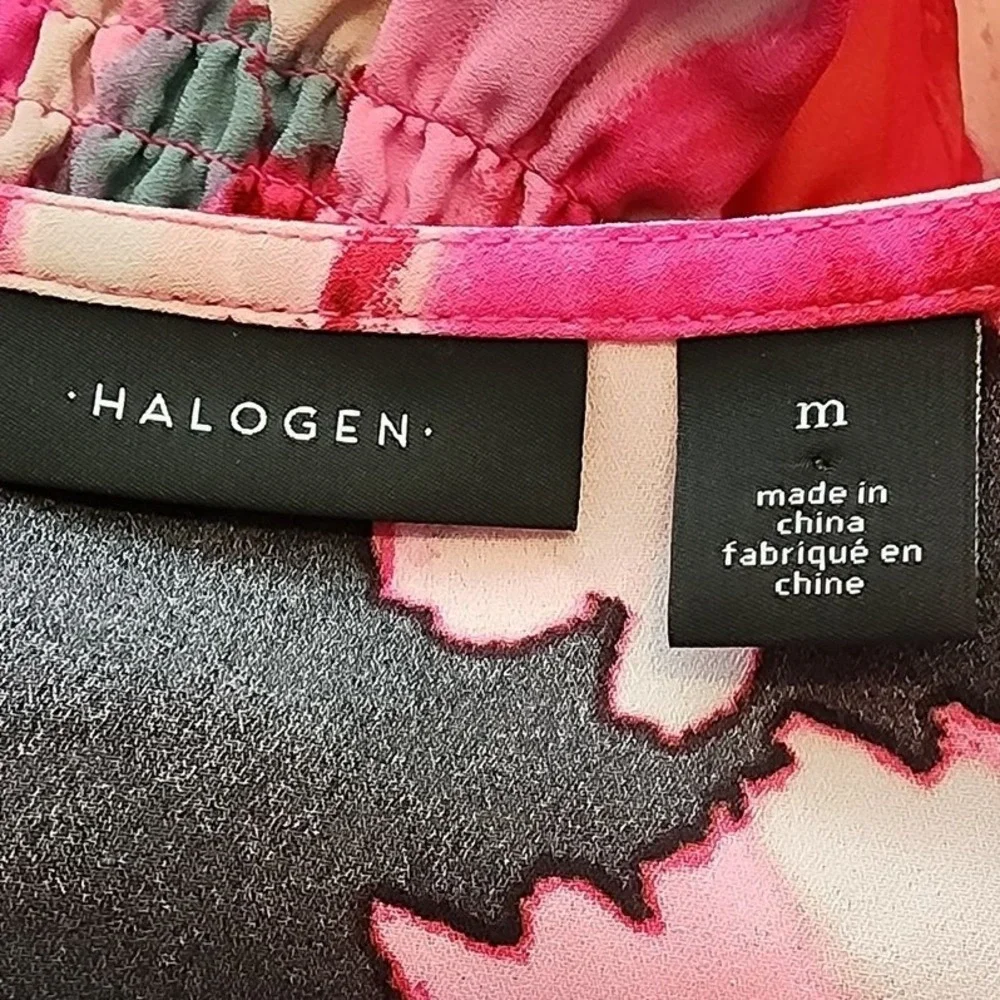 ·HALOGEN·
m
made in
china
fabriqué en
chine